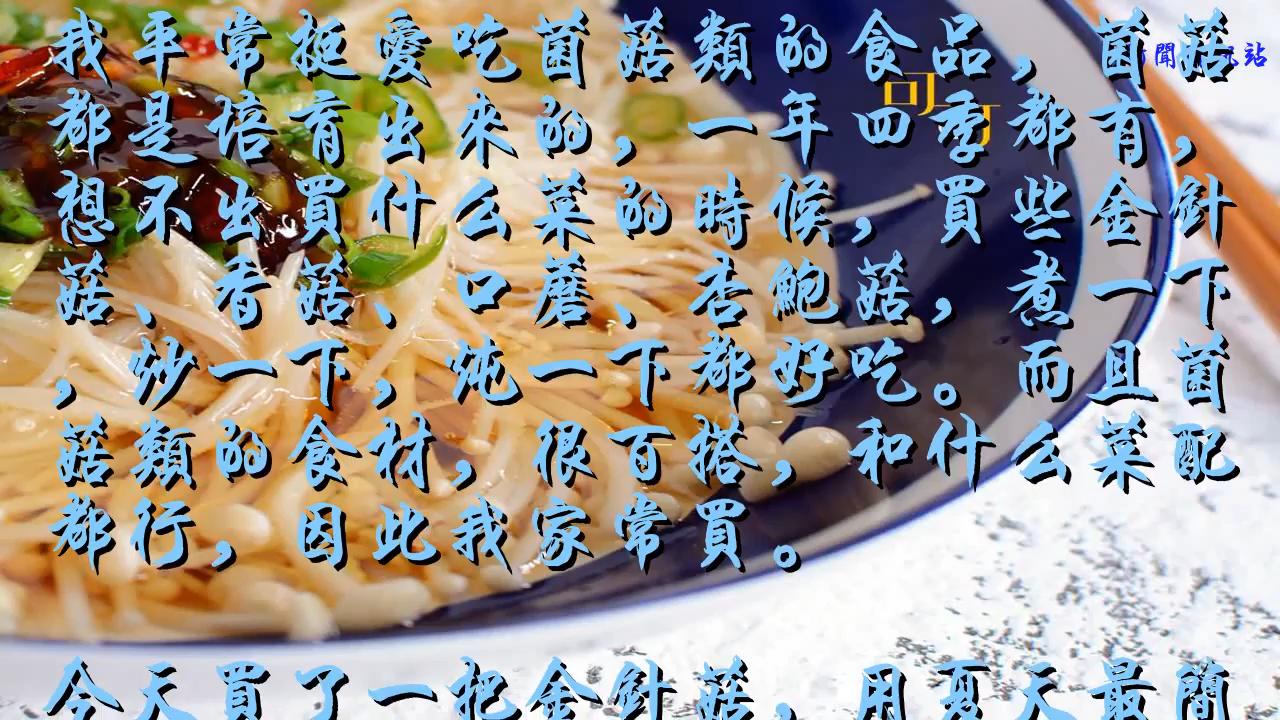 我平常挺愛吃菌菇類的食品，菌菇
都是培育出來的，一年四季都有，
想不出買什么菜的時候，買些金針
菇、香菇、口蘑、杏鮑菇，煮一下
，炒一下，炖一下都好吃。而且菌
菇類的食材，很百搭，和什么菜配
都行，因此我家常買。
今天買了一把金針菇，用夏天最簡
可可
聞 站